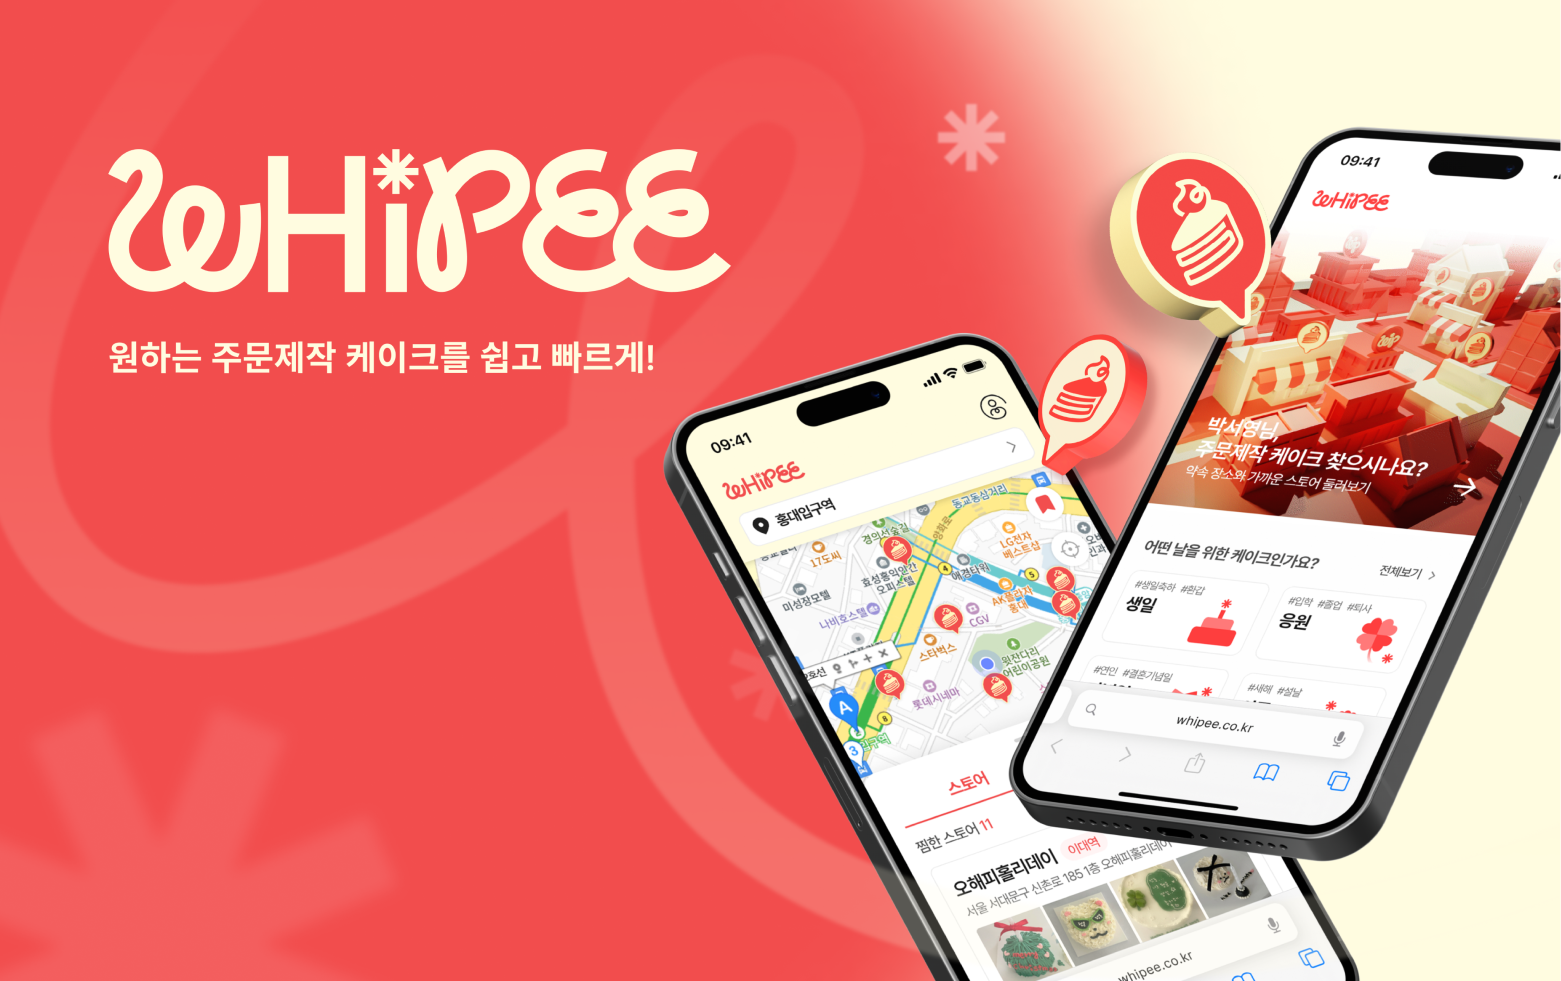 WHiPEE
원하는 주문제작 케이크를 쉽고 빠르게!
09:41
WHiPEE
홍대입구역
동교동삼거리
경의선숲길
양화로
17도씨
LG전자
베스트샵
효성홍익인간
오피스텔
애경타워
미성장모텔
AK플라자
홍대
나비호스텔
CGV
스타벅스
윗잔다리
어린이공원
롯데시네마
4
5
8
A
3
스토어
찜한 스토어 11
오해피홀리데이
이대역
서울 서대문구 신촌로 185 1층 오해피홀리데이
whipee.co.kr
09:41
WHiPEE
박서영님,
주문제작 케이크 찾으시나요?
약속 장소와 가까운 스토어 둘러보기
어떤 날을 위한 케이크인가요?
전체보기
#생일축하 #환갑
생일
#입학 #졸업 #퇴사
응원
#연인 #결혼기념일
#새해 #설날
whipee.co.kr